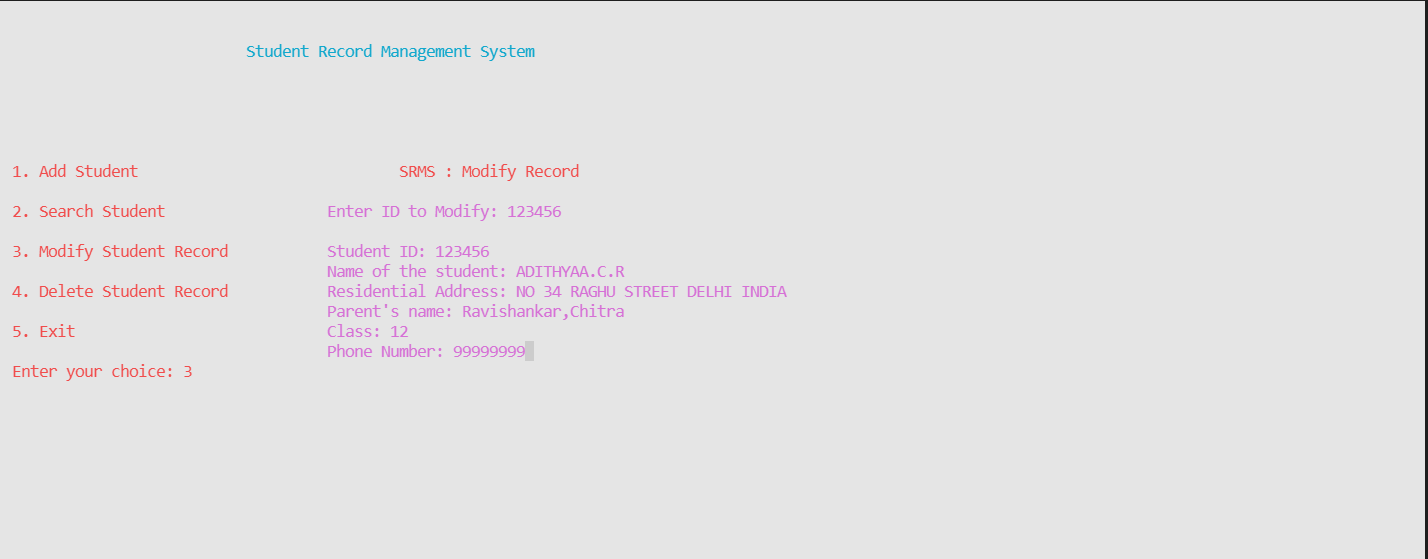 Student Record Management System
1. Add Student
2. Search Student
3. Modify Student Record
4. Delete Student Record
5. Exit
Enter your choice: 3
SRMS : Modify Record
Enter ID to Modify: 123456
Student ID: 123456
Name of the student: ADITHYAA.C.R
Residential Address: NO 34 RAGHU STREET DELHI INDIA
Parent's name: Ravishankar,Chitra
Class: 12
Phone Number: 99999999